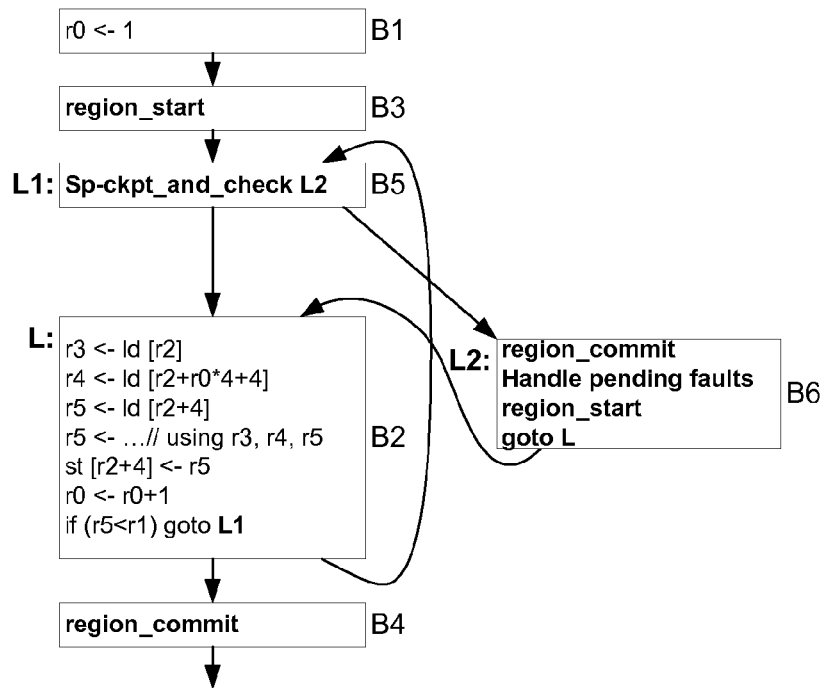 r0 <- 1
B1
region_start
B3
L1: Sp-ckpt_and_check L2
B5
L:
r3 <- ld [r2]
r4 <- ld [r2+r0*4+4]
r5 <- ld [r2+4]
r5 <- …// using r3, r4, r5
st [r2+4] <- r5
r0 <- r0+1
if (r5<r1) goto L1
B2
L2:
region_commit
Handle pending faults
region_start
goto L
B6
region_commit
B4